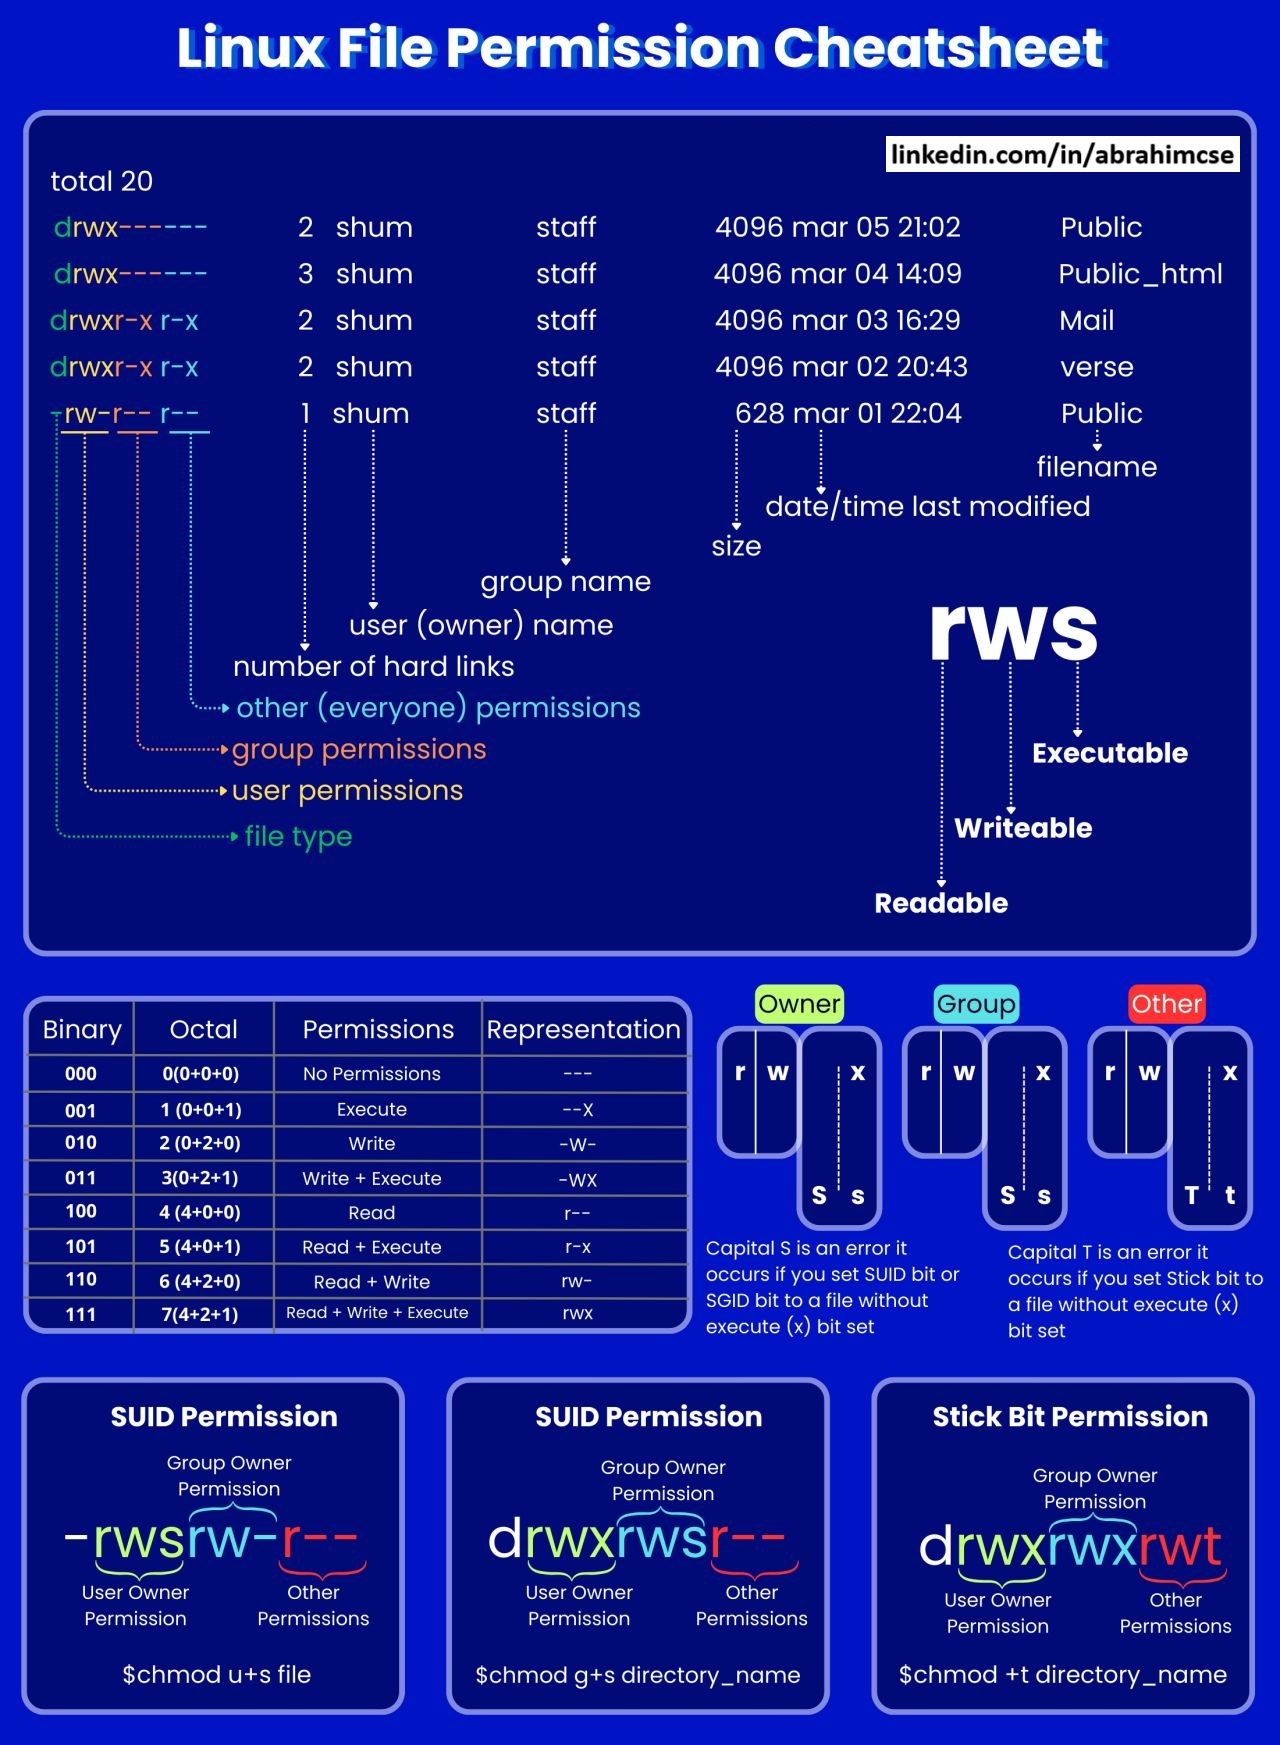 Linux File Permission Cheatsheet
linkedin.com/in/abrahimcse
total 20
drwx------ 2 shum staff 4096 mar 05 21:02 Public
drwx------ 3 shum staff 4096 mar 04 14:09 Public_html
drwxr-x r-x 2 shum staff 4096 mar 03 16:29 Mail
drwxr-x r-x 2 shum staff 4096 mar 02 20:43 verse
-rw-r-- r-- 1 shum staff 628 mar 01 22:04 Public
filename
date/time last modified
size
group name
user (owner) name
number of hard links
other (everyone) permissions
group permissions
user permissions
file type
rws
Executable
Writeable
Readable
Binary Octal Permissions Representation
000 0(0+0+0) No Permissions ---
001 1 (0+0+1) Execute --X
010 2 (0+2+0) Write -W-
011 3(0+2+1) Write + Execute -WX
100 4 (4+0+0) Read r--
101 5 (4+0+1) Read + Execute r-x
110 6 (4+2+0) Read + Write rw-
111 7(4+2+1) Read + Write + Execute rwx
Owner Group Other
r w x r w x r w x
S s S s T t
Capital S is an error it
occurs if you set SUID bit or
SGID bit to a file without
execute (x) bit set
Capital T is an error it
occurs if you set Stick bit to
a file without execute (x)
bit set
SUID Permission
Group Owner
Permission
-rwsrw-r--
User Owner
Permission
Other
Permissions
$chmod u+s file
SUID Permission
Group Owner
Permission
drwxrwsr--
User Owner
Permission
Other
Permissions
$chmod g+s directory_name
Stick Bit Permission
Group Owner
Permission
drwxrwxrwt
User Owner
Permission
Other
Permissions
$chmod +t directory_name